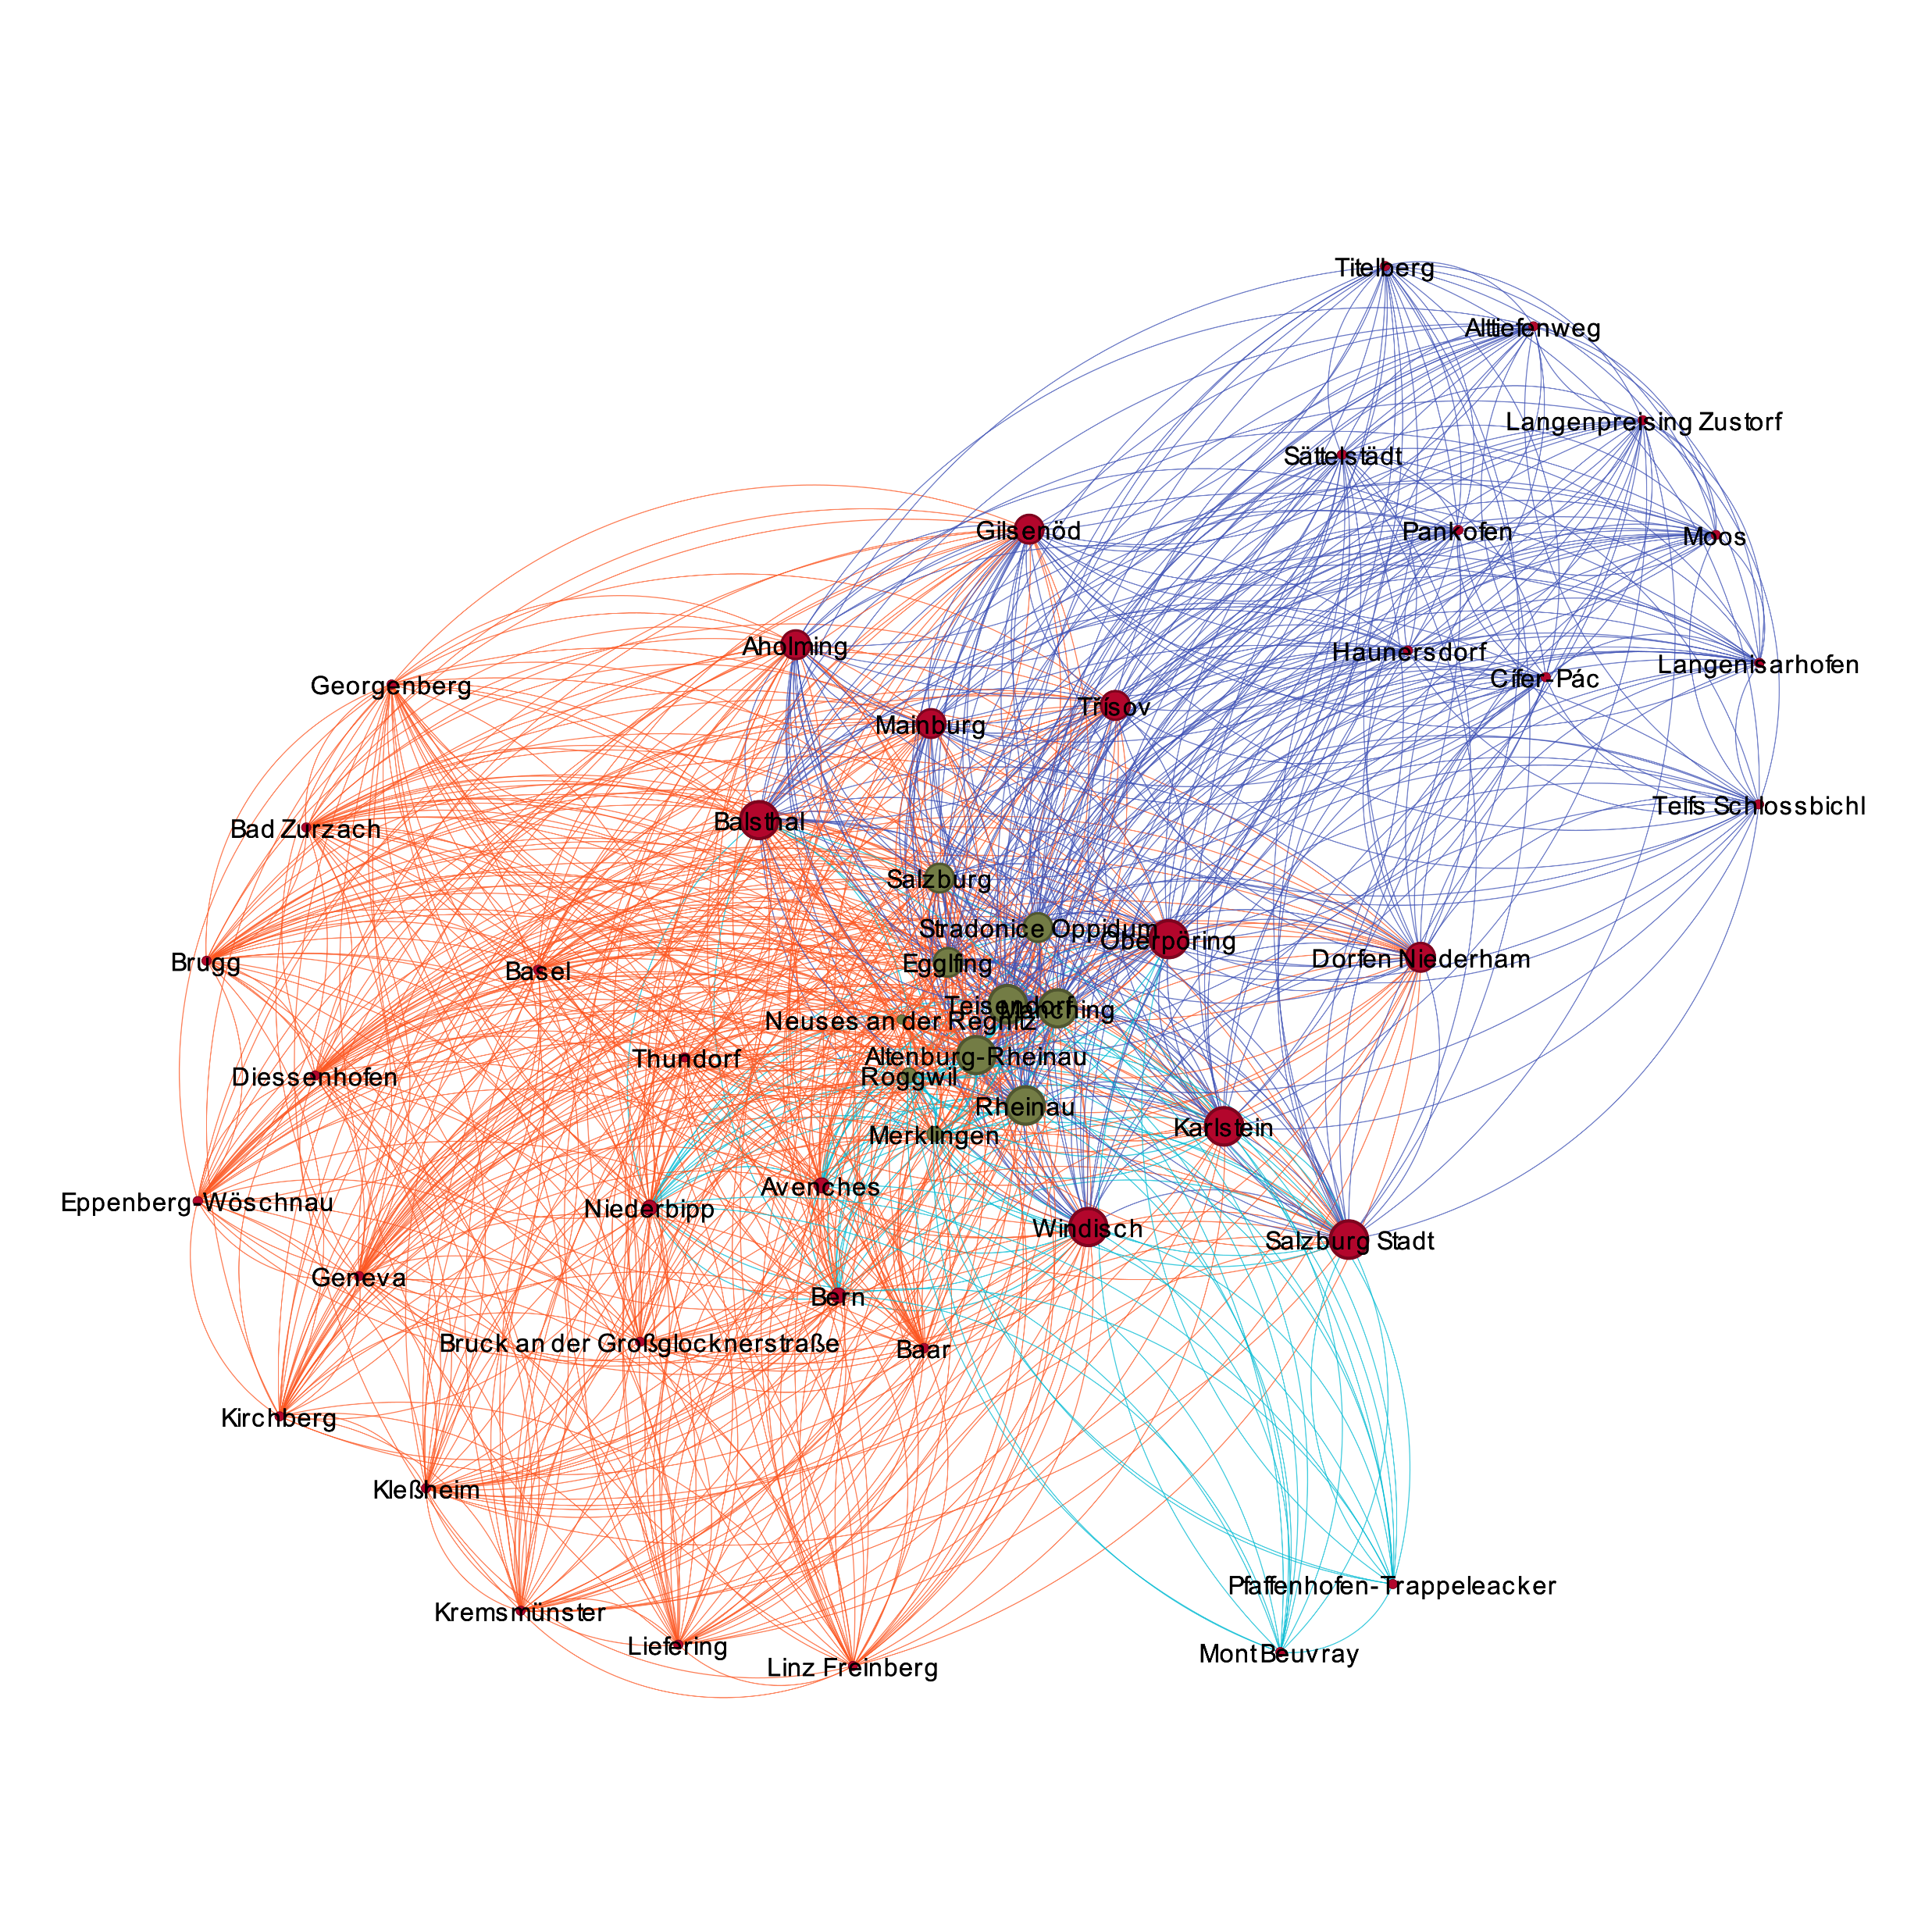 Titelberg
Alttiefenweg
Langenpreising Zustorf
Sättelstädt
Gilsenöd
Pankofen
Moos
Aholming
Haunersdorf
Langenisarhofen
Cífer-Pác
Georgenberg
Třísov
Mainburg
Telfs Schlossbichl
Balsthal
Bad Zurzach
Salzburg
Stradonice Oppidum
Oberpöring
Dorfen Niederham
Brugg
Egglfing
Basel
Teisendorf
Manching
Neuses an der Regnitz
Altenburg-Rheinau
Thundorf
Diessenhofen
Roggwil
Rheinau
Karlstein
Merklingen
Avenches
Eppenberg-Wöschnau
Niederbipp
Windisch
Salzburg Stadt
Geneva
Bern
Bruck an der Großglocknerstraße
Baar
Kirchberg
Kleßheim
Pfaffenhofen-Trappeleacker
Kremsmünster
Liefering
Mont Beuvray
Linz Freinberg